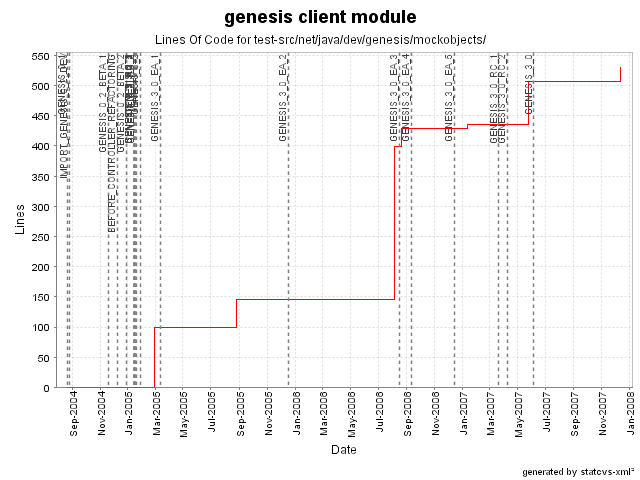 genesis client module
Lines Of Code for test-src/net/java/dev/genesis/mockobjects/
Lines
550
500
450
400
350
300
250
200
150
100
50
0
BEFORE_CONTROLLER_REFACTORING
GENESIS_3_0_EA_1
GENESIS_3_0_EA_2
GENESIS_3_0_EA_3
GENESIS_3_0_EA_4
GENESIS_3_0_EA_5
GENESIS_3_0_RC_1
GENESIS_3_0_RC_2
GENESIS_3_0
Sep-2004
Nov-2004
Jan-2005
Mar-2005
May-2005
Jul-2005
Sep-2005
Nov-2005
Jan-2006
Mar-2006
May-2006
Jul-2006
Sep-2006
Nov-2006
Jan-2007
Mar-2007
May-2007
Jul-2007
Sep-2007
Nov-2007
Jan-2008
Date
generated by statcvs-xml²